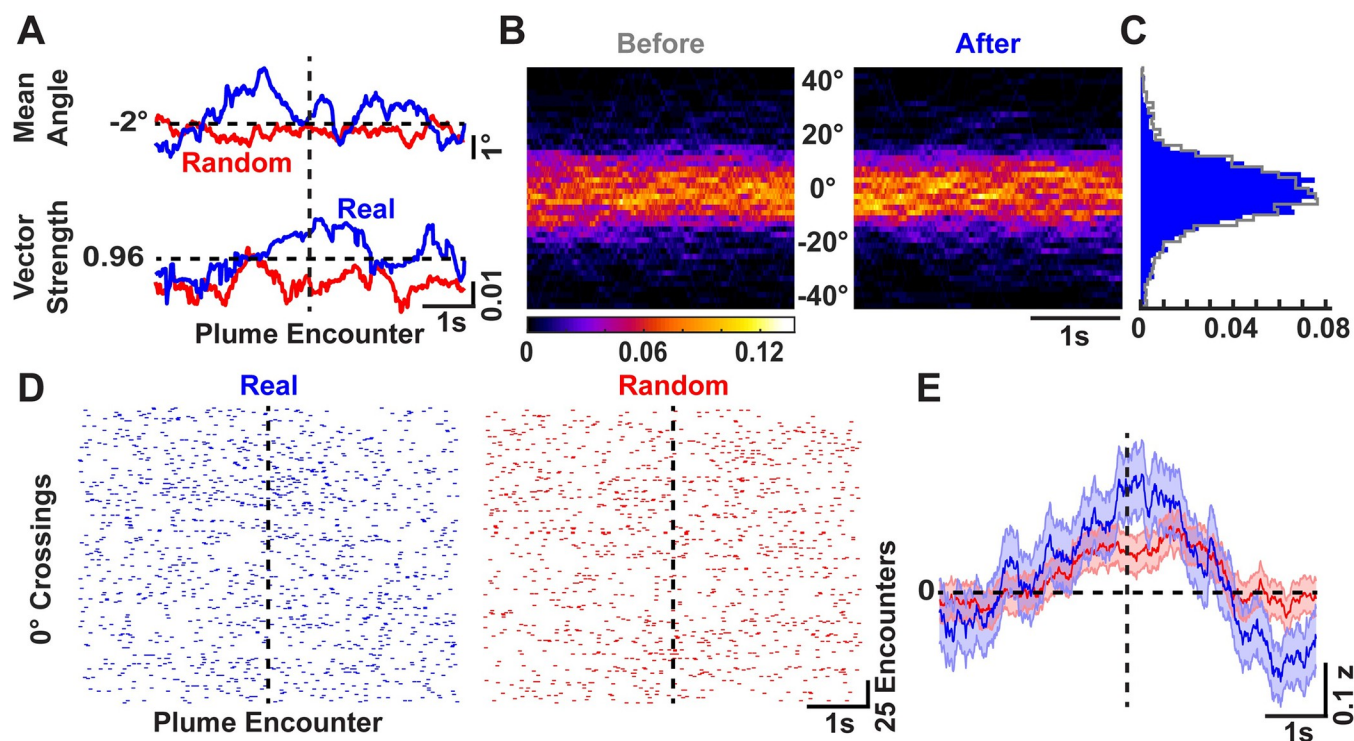 A
Mean
Angle
-2°
Random
1°
Vector
Strength
0.96
Real
0.01
1s
Plume Encounter
B
Before
After
40°
20°
0°
-20°
-40°
0
0.06
0.12
1s
C
0
0.04
0.08
D
Real
Random
0° Crossings
Plume Encounter
1s
25 Encounters
E
0
0.1 z
1s